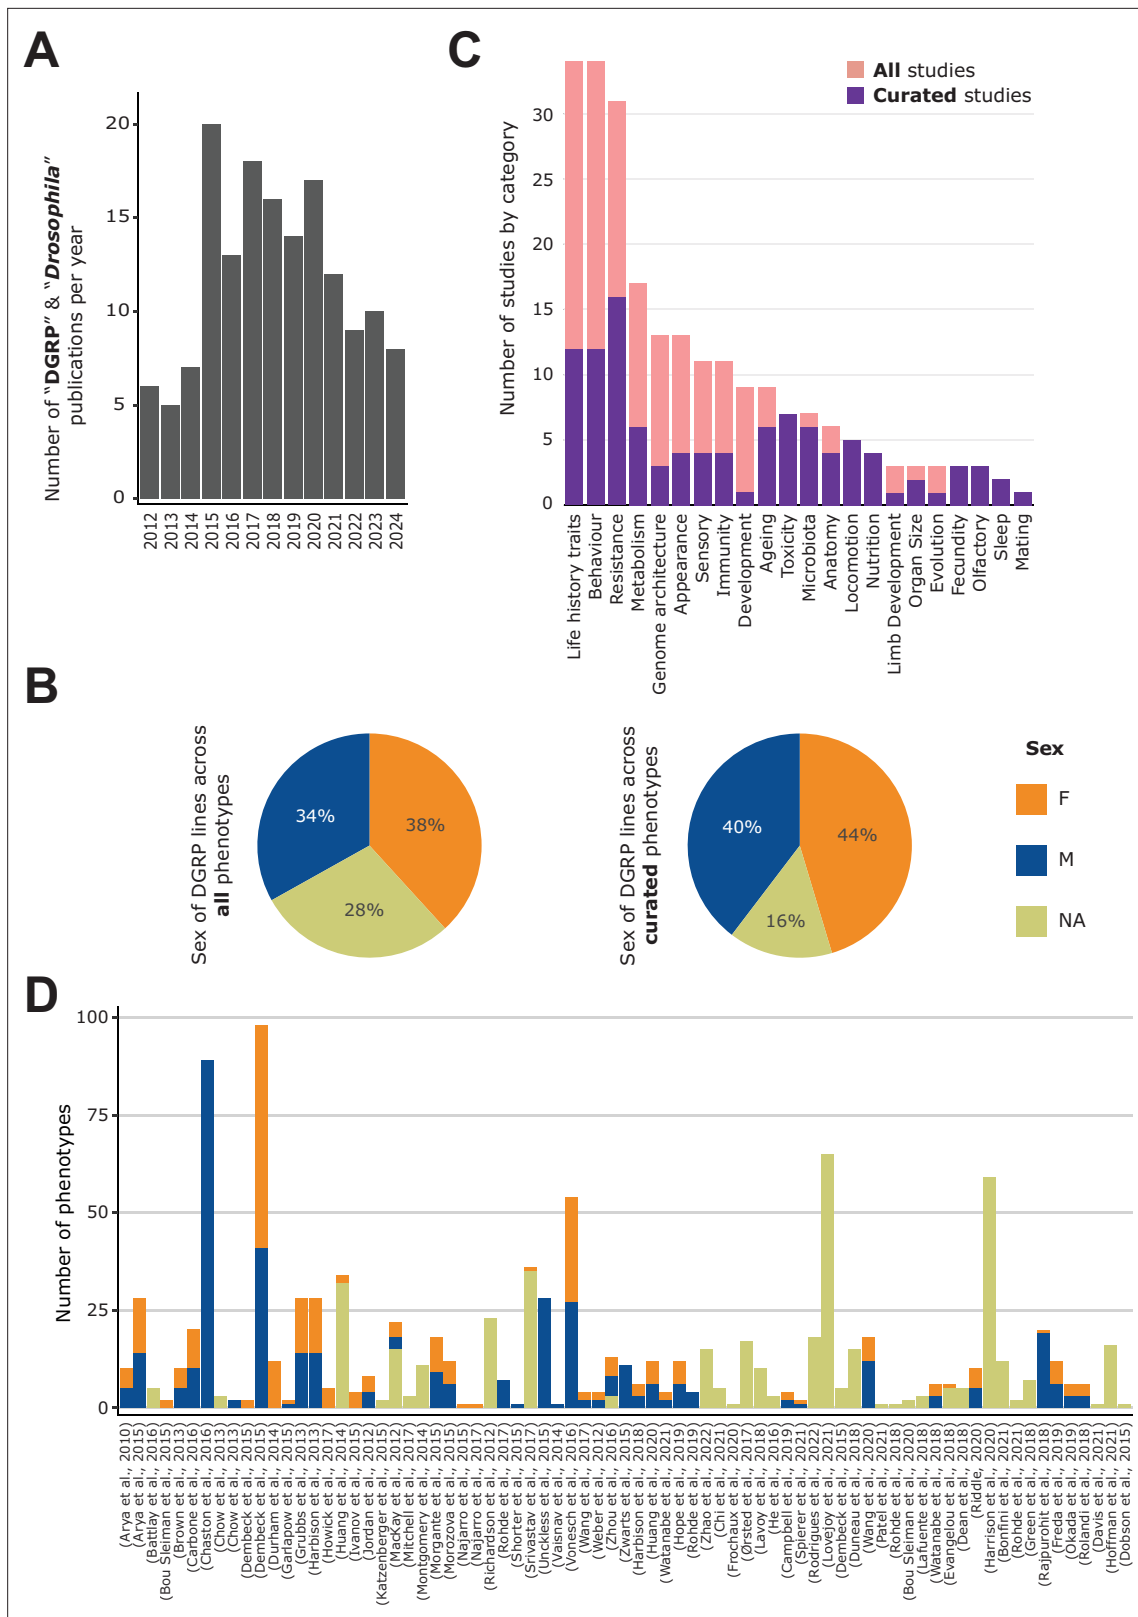 A
Number of “DGRP” & “Drosophila”
publications per year
20
15
10
5
0
2012
2013
2014
2015
2016
2017
2018
2019
2020
2021
2022
2023
2024
C
All studies
Curated studies
Number of studies by category
30
25
20
15
10
5
0
Life history traits
Behaviour
Resistance
Metabolism
Genome architecture
Appearance
Sensory
Immunity
Development
Ageing
Toxicity
Microbiota
Anatomy
Locomotion
Nutrition
Limb Development
Organ Size
Evolution
Fecundity
Olfactory
Sleep
Mating
B
Sex of DGRP lines across
all phenotypes
34%
38%
28%
Sex of DGRP lines across
curated phenotypes
40%
44%
16%
Sex
F
M
NA
D
Number of phenotypes
100
75
50
25
0
(Arya et al., 2010)
(Arya et al., 2015)
(Battlay et al., 2016)
(Bou Sleiman et al., 2015)
(Brown et al., 2013)
(Carbone et al., 2016)
(Chaston et al., 2016)
(Chow et al., 2013)
(Chow et al., 2013)
(Dembeck et al., 2015)
(Dembeck et al., 2015)
(Durham et al., 2014)
(Garlapow et al., 2015)
(Grubbs et al., 2013)
(Harbison et al., 2013)
(Howick et al., 2017)
(Huang et al., 2014)
(Ivanov et al., 2015)
(Jordan et al., 2012)
(Katzenberger et al., 2015)
(MacKay et al., 2012)
(Mitchell et al., 2017)
(Montgomery et al., 2014)
(Morgante et al., 2015)
(Morozova et al., 2015)
(Najarro et al., 2015)
(Najarro et al., 2017)
(Richardson et al., 2012)
(Rohde et al., 2017)
(Shorter et al., 2015)
(Srivastav et al., 2017)
(Unckless et al., 2015)
(Vaisnav et al., 2014)
(Vonesch et al., 2016)
(Wang et al., 2017)
(Weber et al., 2012)
(Zhou et al., 2016)
(Zwarts et al., 2015)
(Harbison et al., 2018)
(Huang et al., 2020)
(Watanabe et al., 2021)
(Hope et al., 2019)
(Rohde et al., 2019)
(Zhao et al., 2022)
(Chi et al., 2021)
(Frochaux et al., 2020)
(Ørsted et al., 2017)
(Lavoy et al., 2018)
(He et al., 2016)
(Campbell et al., 2019)
(Spierer et al., 2021)
(Rodrigues et al., 2022)
(Lovejoy et al., 2021)
(Dembeck et al., 2015)
(Duneau et al., 2018)
(Wang et al., 2020)
(Patel et al., 2021)
(Rohde et al., 2018)
(Bou Sleiman et al., 2020)
(Lafuente et al., 2018)
(Watanabe et al., 2018)
(Evangelou et al., 2018)
(Dean et al., 2018)
(Riddle, 2020)
(Harrison et al., 2020)
(Bonfini et al., 2021)
(Rohde et al., 2021)
(Green et al., 2018)
(Rajpurohit et al., 2018)
(Freda et al., 2019)
(Okada et al., 2019)
(Rolandi et al., 2018)
(Davis et al., 2021)
(Hoffman et al., 2021)
(Dobson et al., 2015)